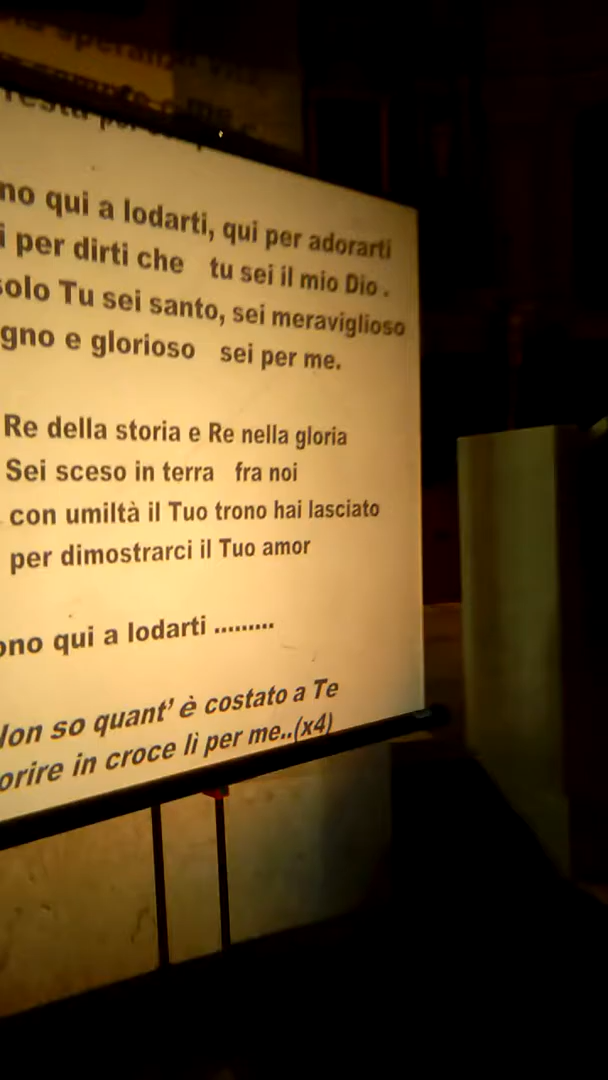 speranza
resta per
no qui a lodarti, qui per adorarti
i per dirti che tu sei il mio Dio .
solo Tu sei santo, sei meraviglioso
gno e glorioso sei per me.
Re della storia e Re nella gloria
Sei sceso in terra fra noi
con umiltà il Tuo trono hai lasciato
per dimostrarci il Tuo amor
ono qui a lodarti .........
Non so quant' è costato a Te
orire in croce lì per me..(x4)